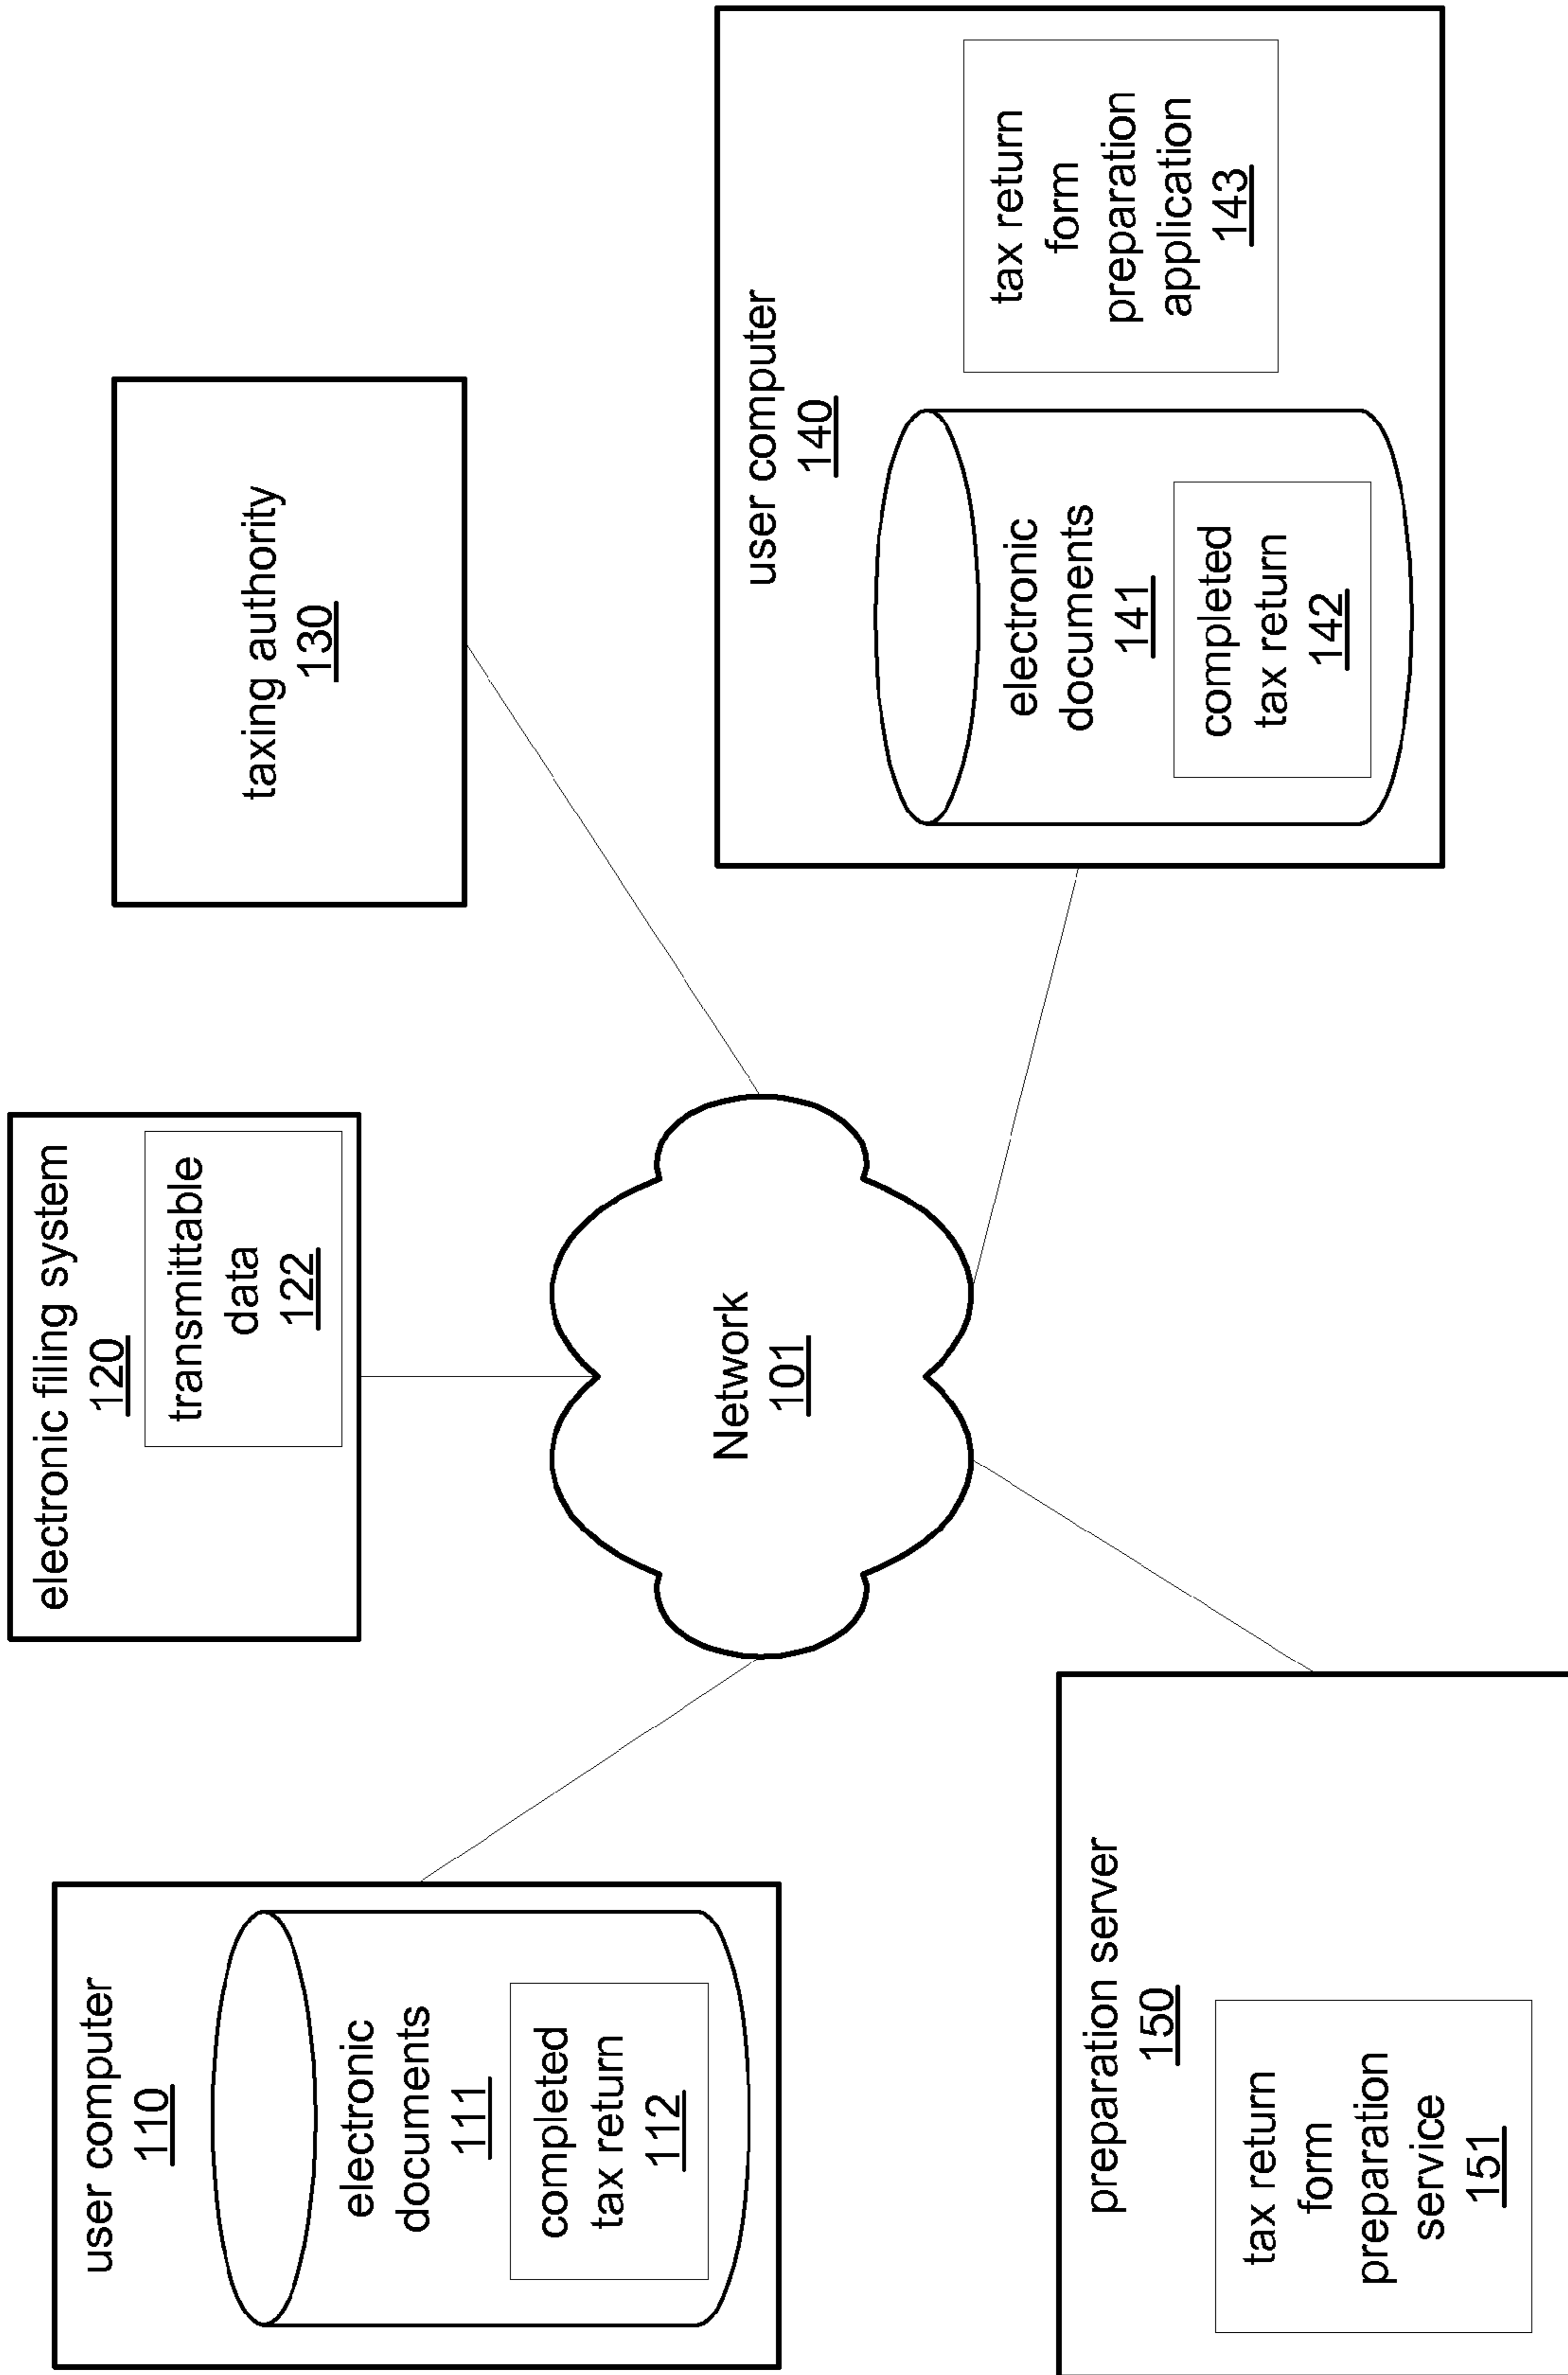 user computer
110
electronic
documents
111
completed
tax return
112
electronic filing system
120
transmittable
data
122
taxing authority
130
Network
101
preparation server
150
tax return
form
preparation
service
151
user computer
140
electronic
documents
141
completed
tax return
142
tax return
form
preparation
application
143